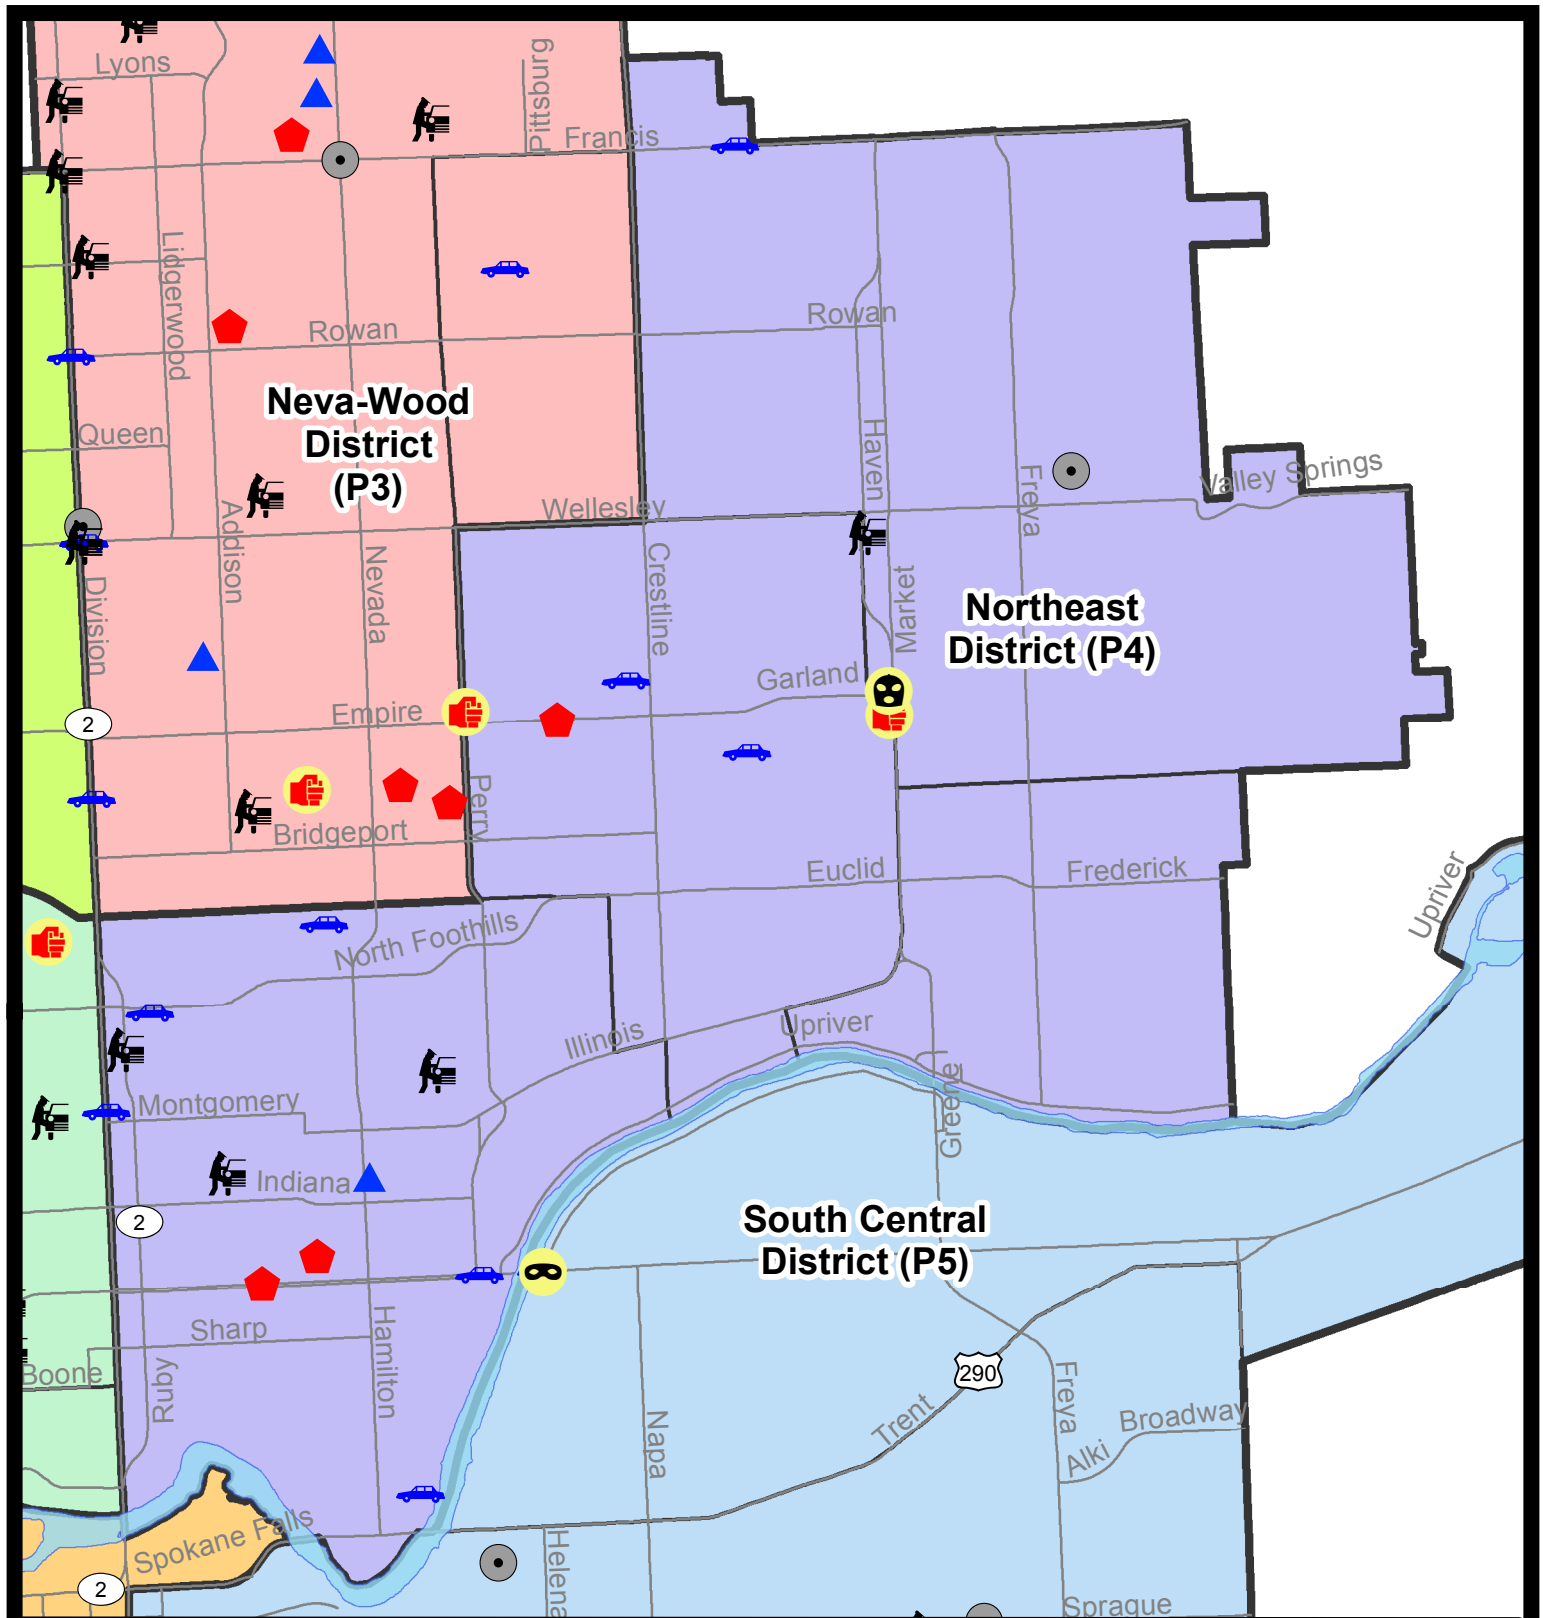 Lyons
Pittsburg
Francis
Lidgerwood
Rowan
Rowan
Neva-Wood
District
(P3)
Queen
Haven
Valley Springs
Freya
Addison
Wellesley
Nevada
Crestline
Division
Market
Northeast
District (P4)
Garland
Empire
2
Perry
Bridgeport
Euclid
Frederick
Upriver
North Foothills
Illinois
Upriver
Greene
Montgomery
Indiana
2
South Central
District (P5)
Sharp
Hamilton
Boone
Ruby
290
Freya
Napa
Trent
Broadway
Alki
Spokane Falls
Helena
2
Sprague